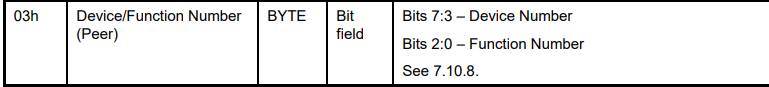 03h
Device/Function Number
(Peer)
BYTE
Bit
field
Bits 7:3 – Device Number
Bits 2:0 – Function Number
See 7.10.8.